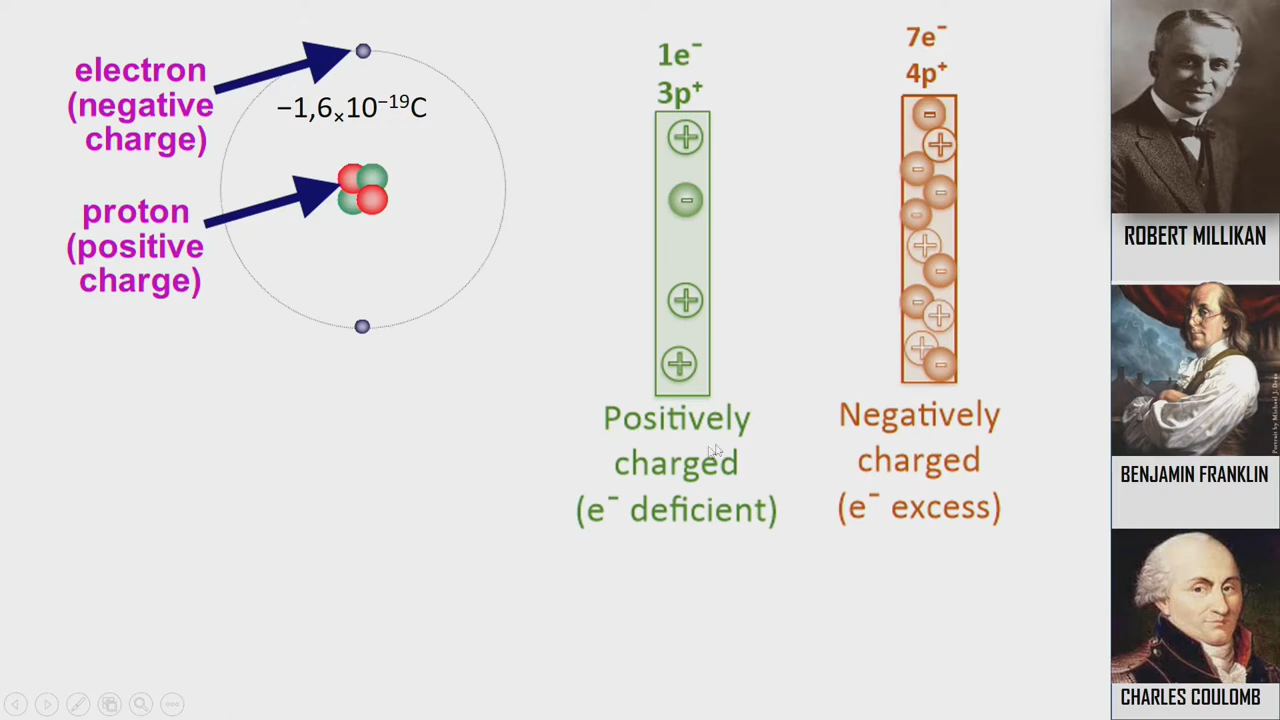 electron
(negative
charge)
−1,6ₓ10⁻¹⁹C
proton
(positive
charge)
1e⁻
3p⁺
+
-
+
+
Positively
charged
(e⁻ deficient)
7e⁻
4p⁺
-
+
-
-
-
+
-
-
+
+
-
Negatively
charged
(e⁻ excess)
ROBERT MILLIKAN
BENJAMIN FRANKLIN
CHARLES COULOMB